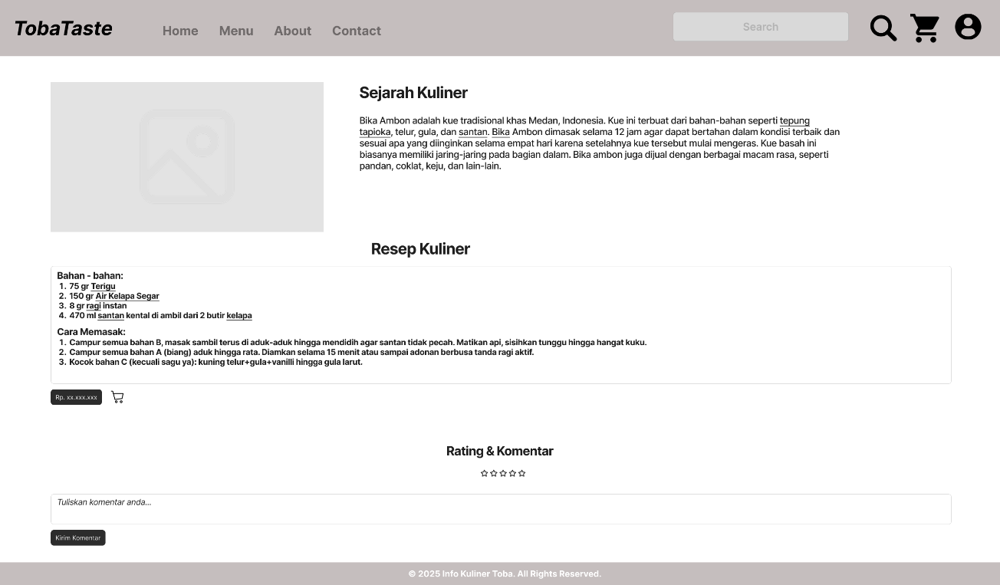 TobaTaste
Home Menu About Contact
Search
Sejarah Kuliner
Bika Ambon adalah kue tradisional khas Medan, Indonesia. Kue ini terbuat dari bahan-bahan seperti tepung
tapioka, telur, gula, dan santan. Bika Ambon dimasak selama 12 jam agar dapat bertahan dalam kondisi terbaik dan
sesuai apa yang diinginkan selama empat hari karena setelahnya kue tersebut mulai mengeras. Kue basah ini
biasanya memiliki jaring-jaring pada bagian dalam. Bika ambon juga dijual dengan berbagai macam rasa, seperti
pandan, coklat, keju, dan lain-lain.
Resep Kuliner
Bahan - bahan:
1. 75 gr Terigu
2. 150 gr Air Kelapa Segar
3. 8 gr ragi instan
4. 470 ml santan kental di ambil dari 2 butir kelapa
Cara Memasak:
1. Campur semua bahan B, masak sambil terus di aduk-aduk hingga mendidih agar santan tidak pecah. Matikan api, sisihkan tunggu hingga hangat kuku.
2. Campur semua bahan A (biang) aduk hingga rata. Diamkan selama 15 menit atau sampai adonan berbusa tanda ragi aktif.
3. Kocok bahan C (kecuali sagu ya): kuning telur+gula+vanilli hingga gula larut.
Rp. xx.xxx.xxx
Rating & Komentar
Tuliskan komentar anda...
Kirim Komentar
© 2025 Info Kuliner Toba. All Rights Reserved.